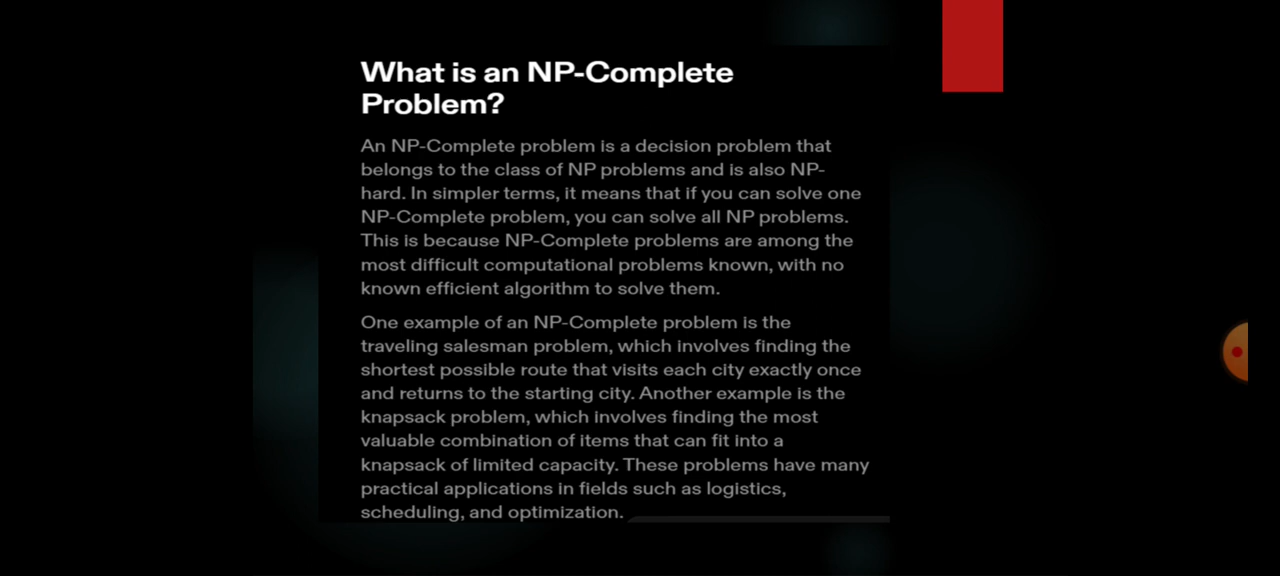 What is an NP-Complete
Problem?
An NP-Complete problem is a decision problem that
belongs to the class of NP problems and is also NP-
hard. In simpler terms, it means that if you can solve one
NP-Complete problem, you can solve all NP problems.
This is because NP-Complete problems are among the
most difficult computational problems known, with no
known efficient algorithm to solve them.
One example of an NP-Complete problem is the
traveling salesman problem, which involves finding the
shortest possible route that visits each city exactly once
and returns to the starting city. Another example is the
knapsack problem, which involves finding the most
valuable combination of items that can fit into a
knapsack of limited capacity. These problems have many
practical applications in fields such as logistics,
scheduling, and optimization.